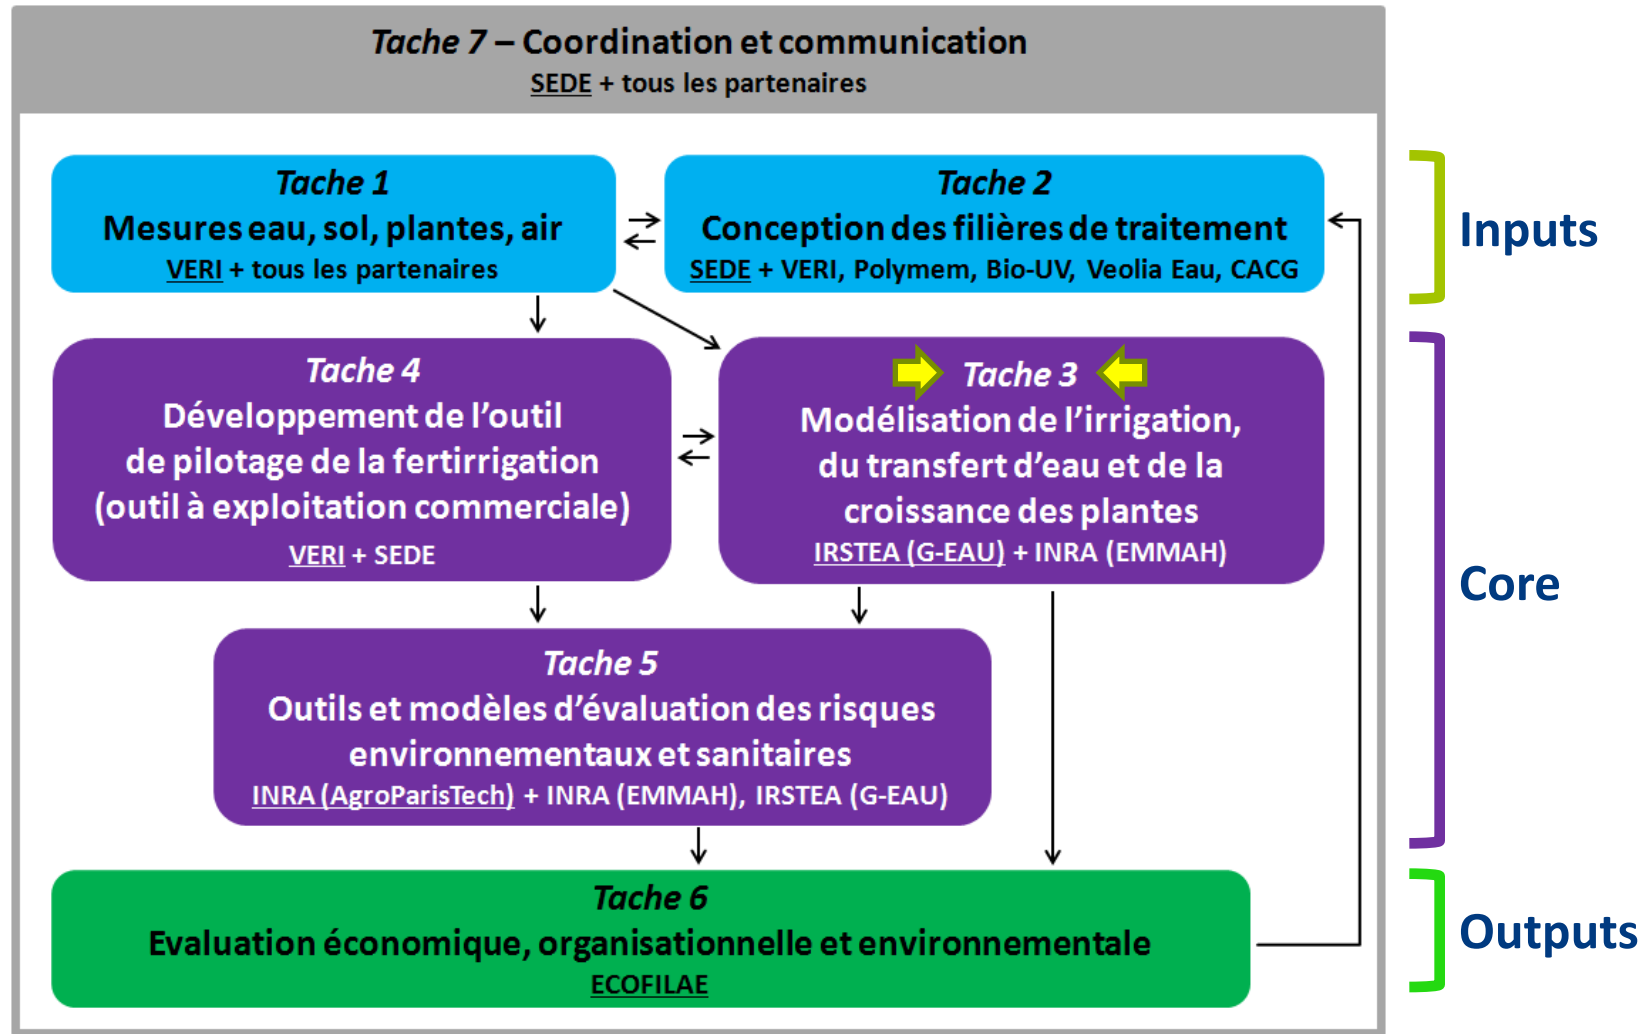 Tache 7 – Coordination et communication
SEDE + tous les partenaires
Tache 1
Mesures eau, sol, plantes, air
VERI + tous les partenaires
Tache 2
Conception des filières de traitement
SEDE + VERI, Polymem, Bio-UV, Veolia Eau, CACG
Inputs
Tache 4
Développement de l’outil
de pilotage de la fertirrigation
(outil à exploitation commerciale)
VERI + SEDE
Tache 3
Modélisation de l’irrigation,
du transfert d’eau et de la
croissance des plantes
IRSTEA (G-EAU) + INRA (EMMAH)
Core
Tache 5
Outils et modèles d’évaluation des risques
environnementaux et sanitaires
INRA (AgroParisTech) + INRA (EMMAH), IRSTEA (G-EAU)
Tache 6
Evaluation économique, organisationnelle et environnementale
ECOFILAE
Outputs